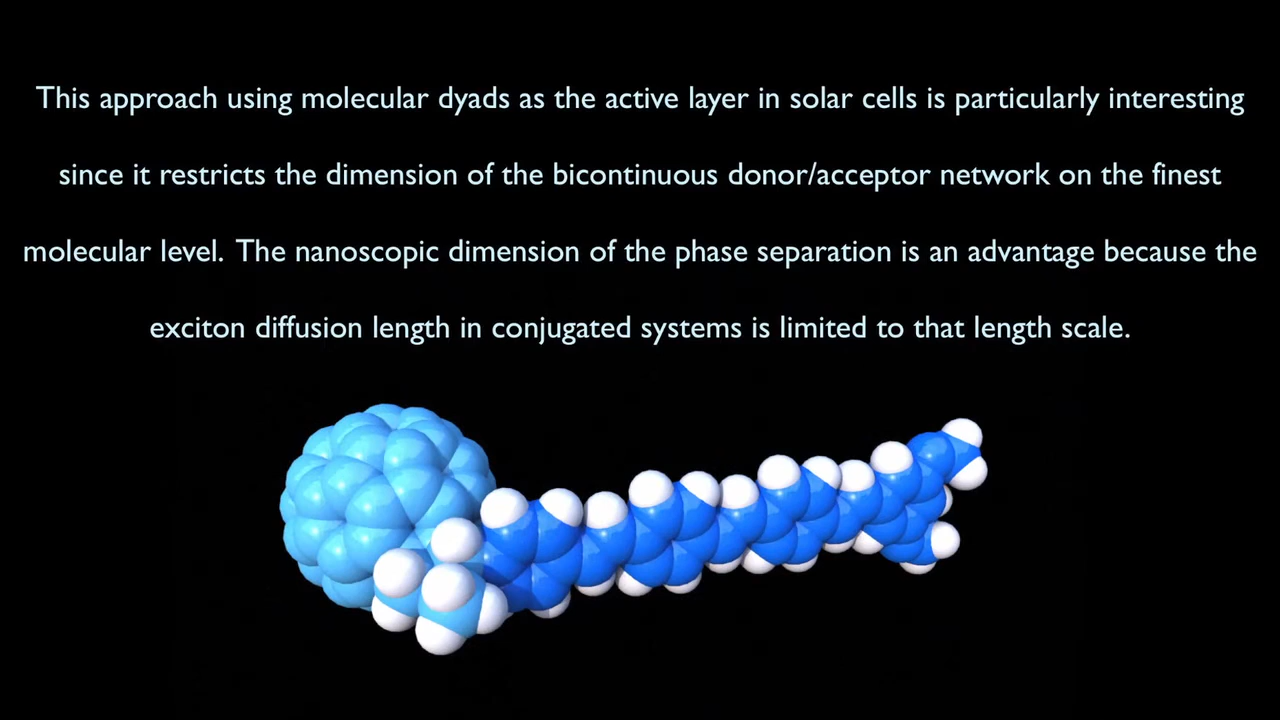 This approach using molecular dyads as the active layer in solar cells is particularly interesting
since it restricts the dimension of the bicontinuous donor/acceptor network on the finest
molecular level. The nanoscopic dimension of the phase separation is an advantage because the
exciton diffusion length in conjugated systems is limited to that length scale.